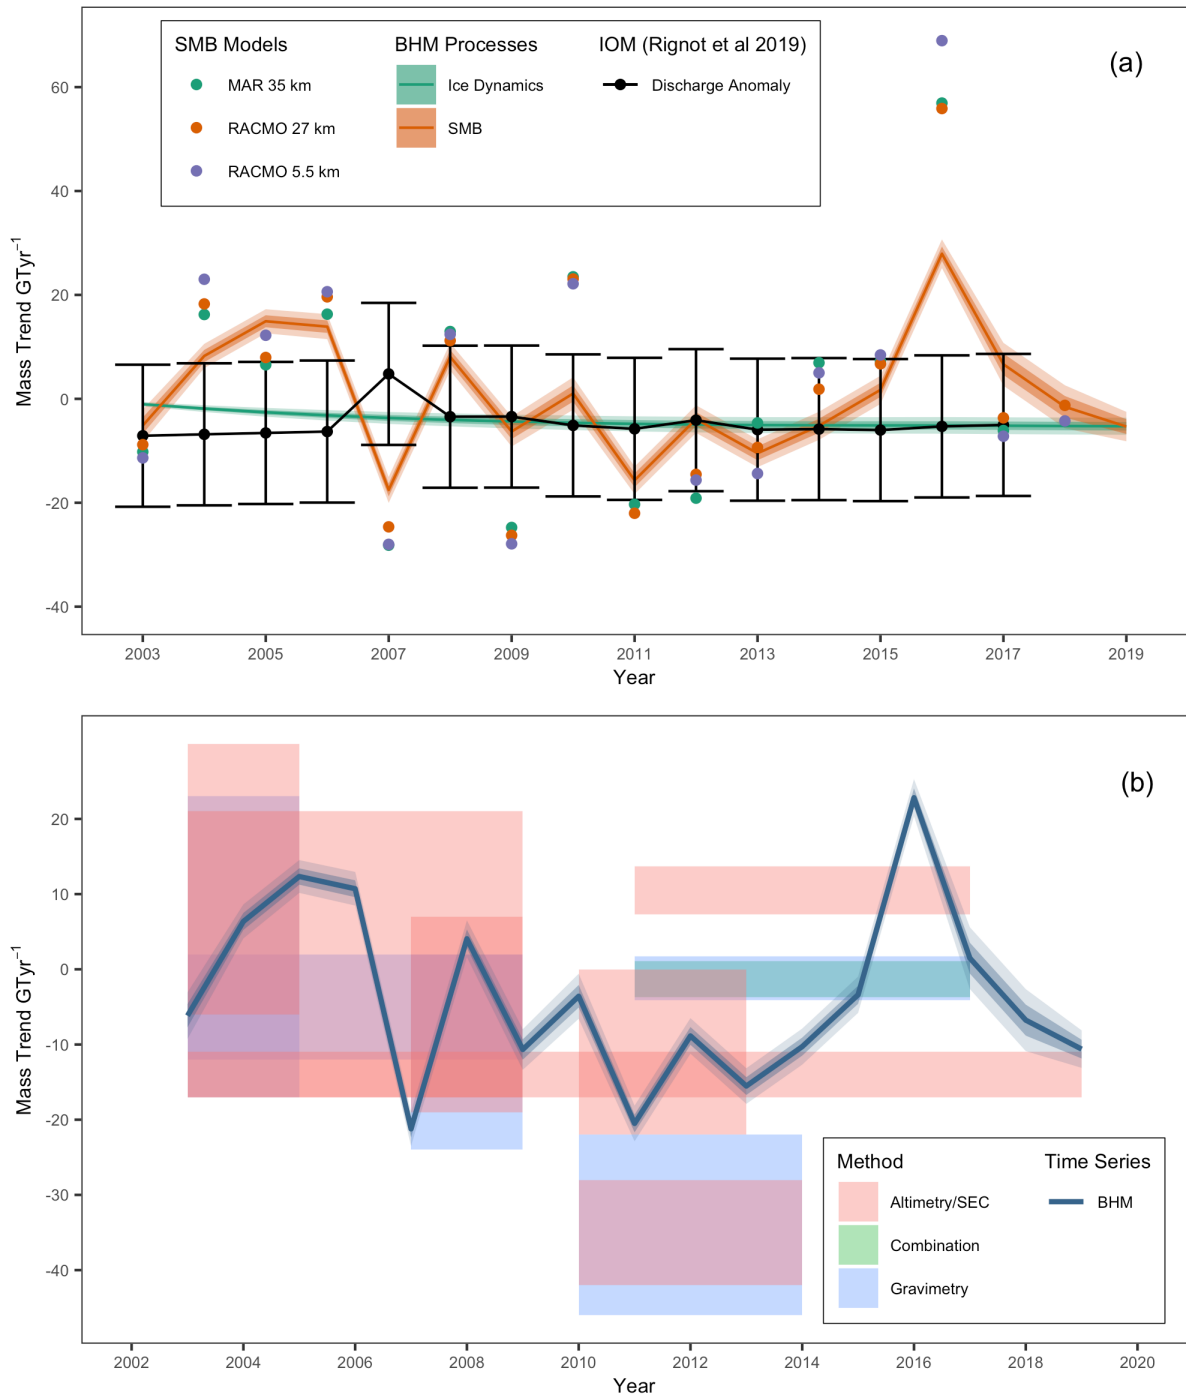 (a)
SMB Models
BHM Processes
IOM (Rignot et al 2019)
MAR 35 km
Ice Dynamics
Discharge Anomaly
RACMO 27 km
SMB
RACMO 5.5 km
60
40
20
0
-20
-40
Mass Trend GTyr⁻¹
2003 2005 2007 2009 2011 2013 2015 2017 2019
Year
(b)
20
10
0
-10
-20
-30
-40
Mass Trend GTyr⁻¹
Method
Time Series
Altimetry/SEC
BHM
Combination
Gravimetry
2002 2004 2006 2008 2010 2012 2014 2016 2018 2020
Year